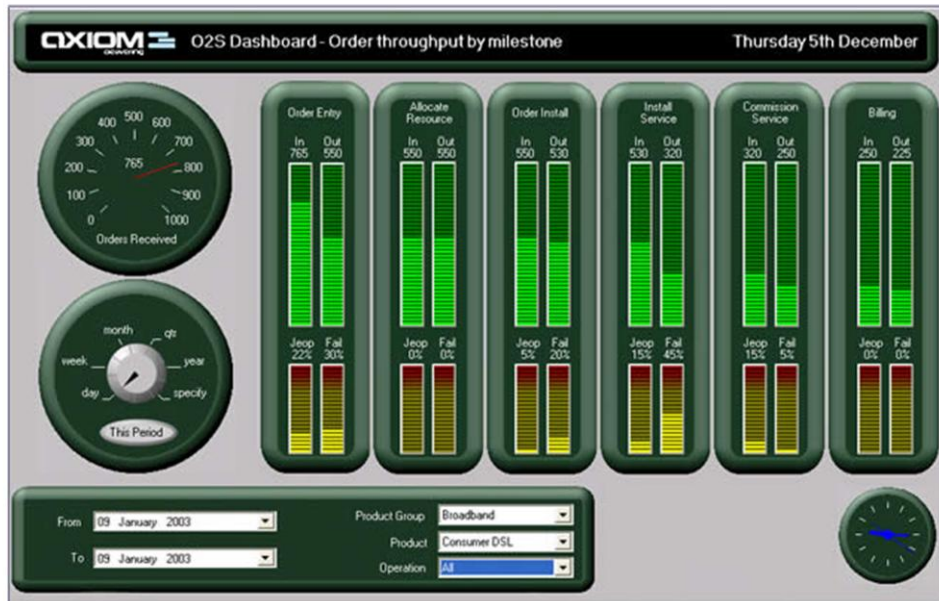 AXIOM
O2S Dashboard - Order throughput by milestone
Thursday 5th December
0
100
200
300
400
500
600
700
800
900
1000
765
Orders Received
day
week
month
qtr
year
specify
This Period
Order Entry
In Out
765 550
Jeop Fail
22% 30%
Allocate
Resource
In Out
550 550
Jeop Fail
0% 0%
Order Install
In Out
550 530
Jeop Fail
5% 20%
Install
Service
In Out
530 320
Jeop Fail
15% 45%
Commission
Service
In Out
320 250
Jeop Fail
15% 5%
Billing
In Out
250 225
Jeop Fail
0% 0%
From 09 January 2003
To 09 January 2003
Product Group Broadband
Product Consumer DSL
Operation All